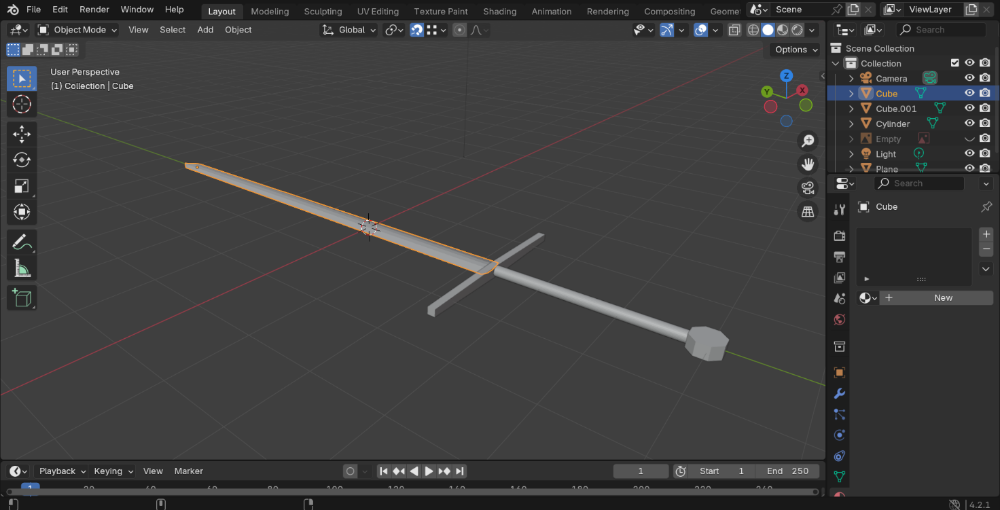 File Edit Render Window Help Layout Modeling Sculpting UV Editing Texture Paint Shading Animation Rendering Compositing Geomet Scene ViewLayer
Object Mode View Select Add Object Global Search
Options
Scene Collection
User Perspective
(1) Collection | Cube
Collection
Camera
Cube
Cube.001
Cylinder
Empty
Light
Plane
Z
Y
X
Search
Cube
New
Playback Keying View Marker 1 Start 1 End 250
1 20 40 60 80 100 120 140 160 180 200 220 240
4.2.1